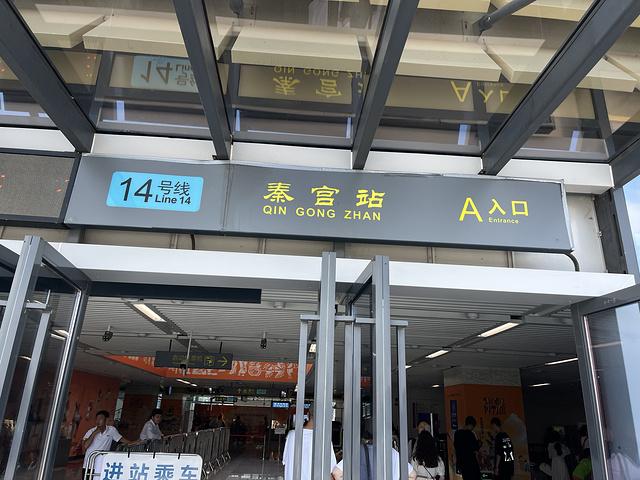 14号线
Line 14
秦宫站
QIN GONG ZHAN
A入口
Entrance
进站乘车